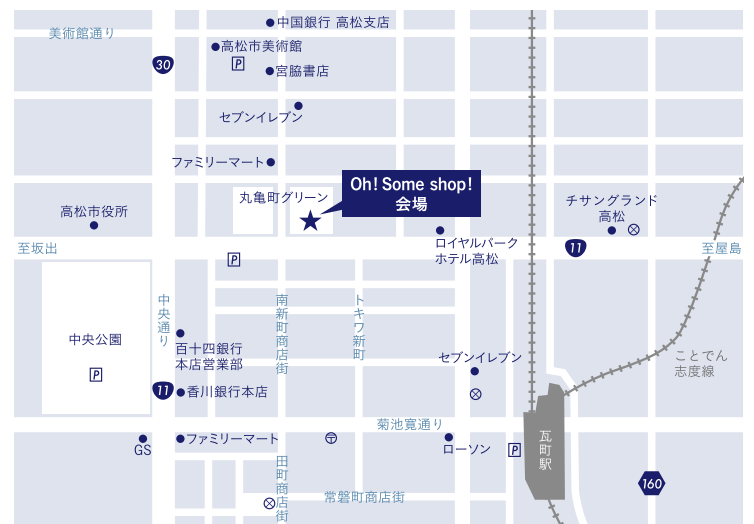 中国銀行 高松支店
美術館通り
高松市美術館
30
P
宮脇書店
セブンイレブン
ファミリーマート
Oh! Some shop!
会場
丸亀町グリーン
高松市役所
チサングランド
高松
ロイヤルパーク
ホテル高松
11
至坂出
至屋島
P
中央通り
南新町商店街
トキワ新町
中央公園
P
百十四銀行
本店営業部
セブンイレブン
ことでん
志度線
11
香川銀行本店
菊池寛通り
GS
ファミリーマート
ローソン
P
瓦町駅
田町商店街
160
常磐町商店街